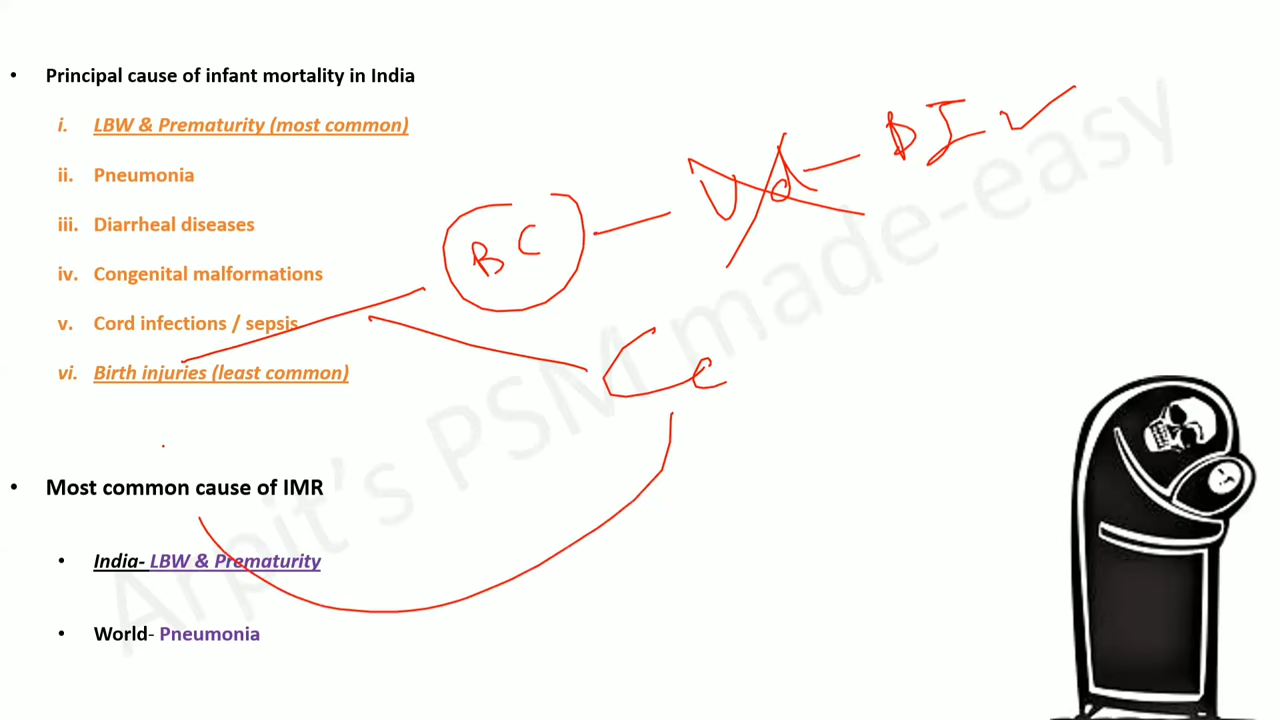 • Principal cause of infant mortality in India
i. LBW & Prematurity (most common)
ii. Pneumonia
iii. Diarrheal diseases
iv. Congenital malformations
v. Cord infections / sepsis
vi. Birth injuries (least common)
BC
Vd
BI
Arpit's PSM made-easy
• Most common cause of IMR
• India- LBW & Prematurity
• World- Pneumonia